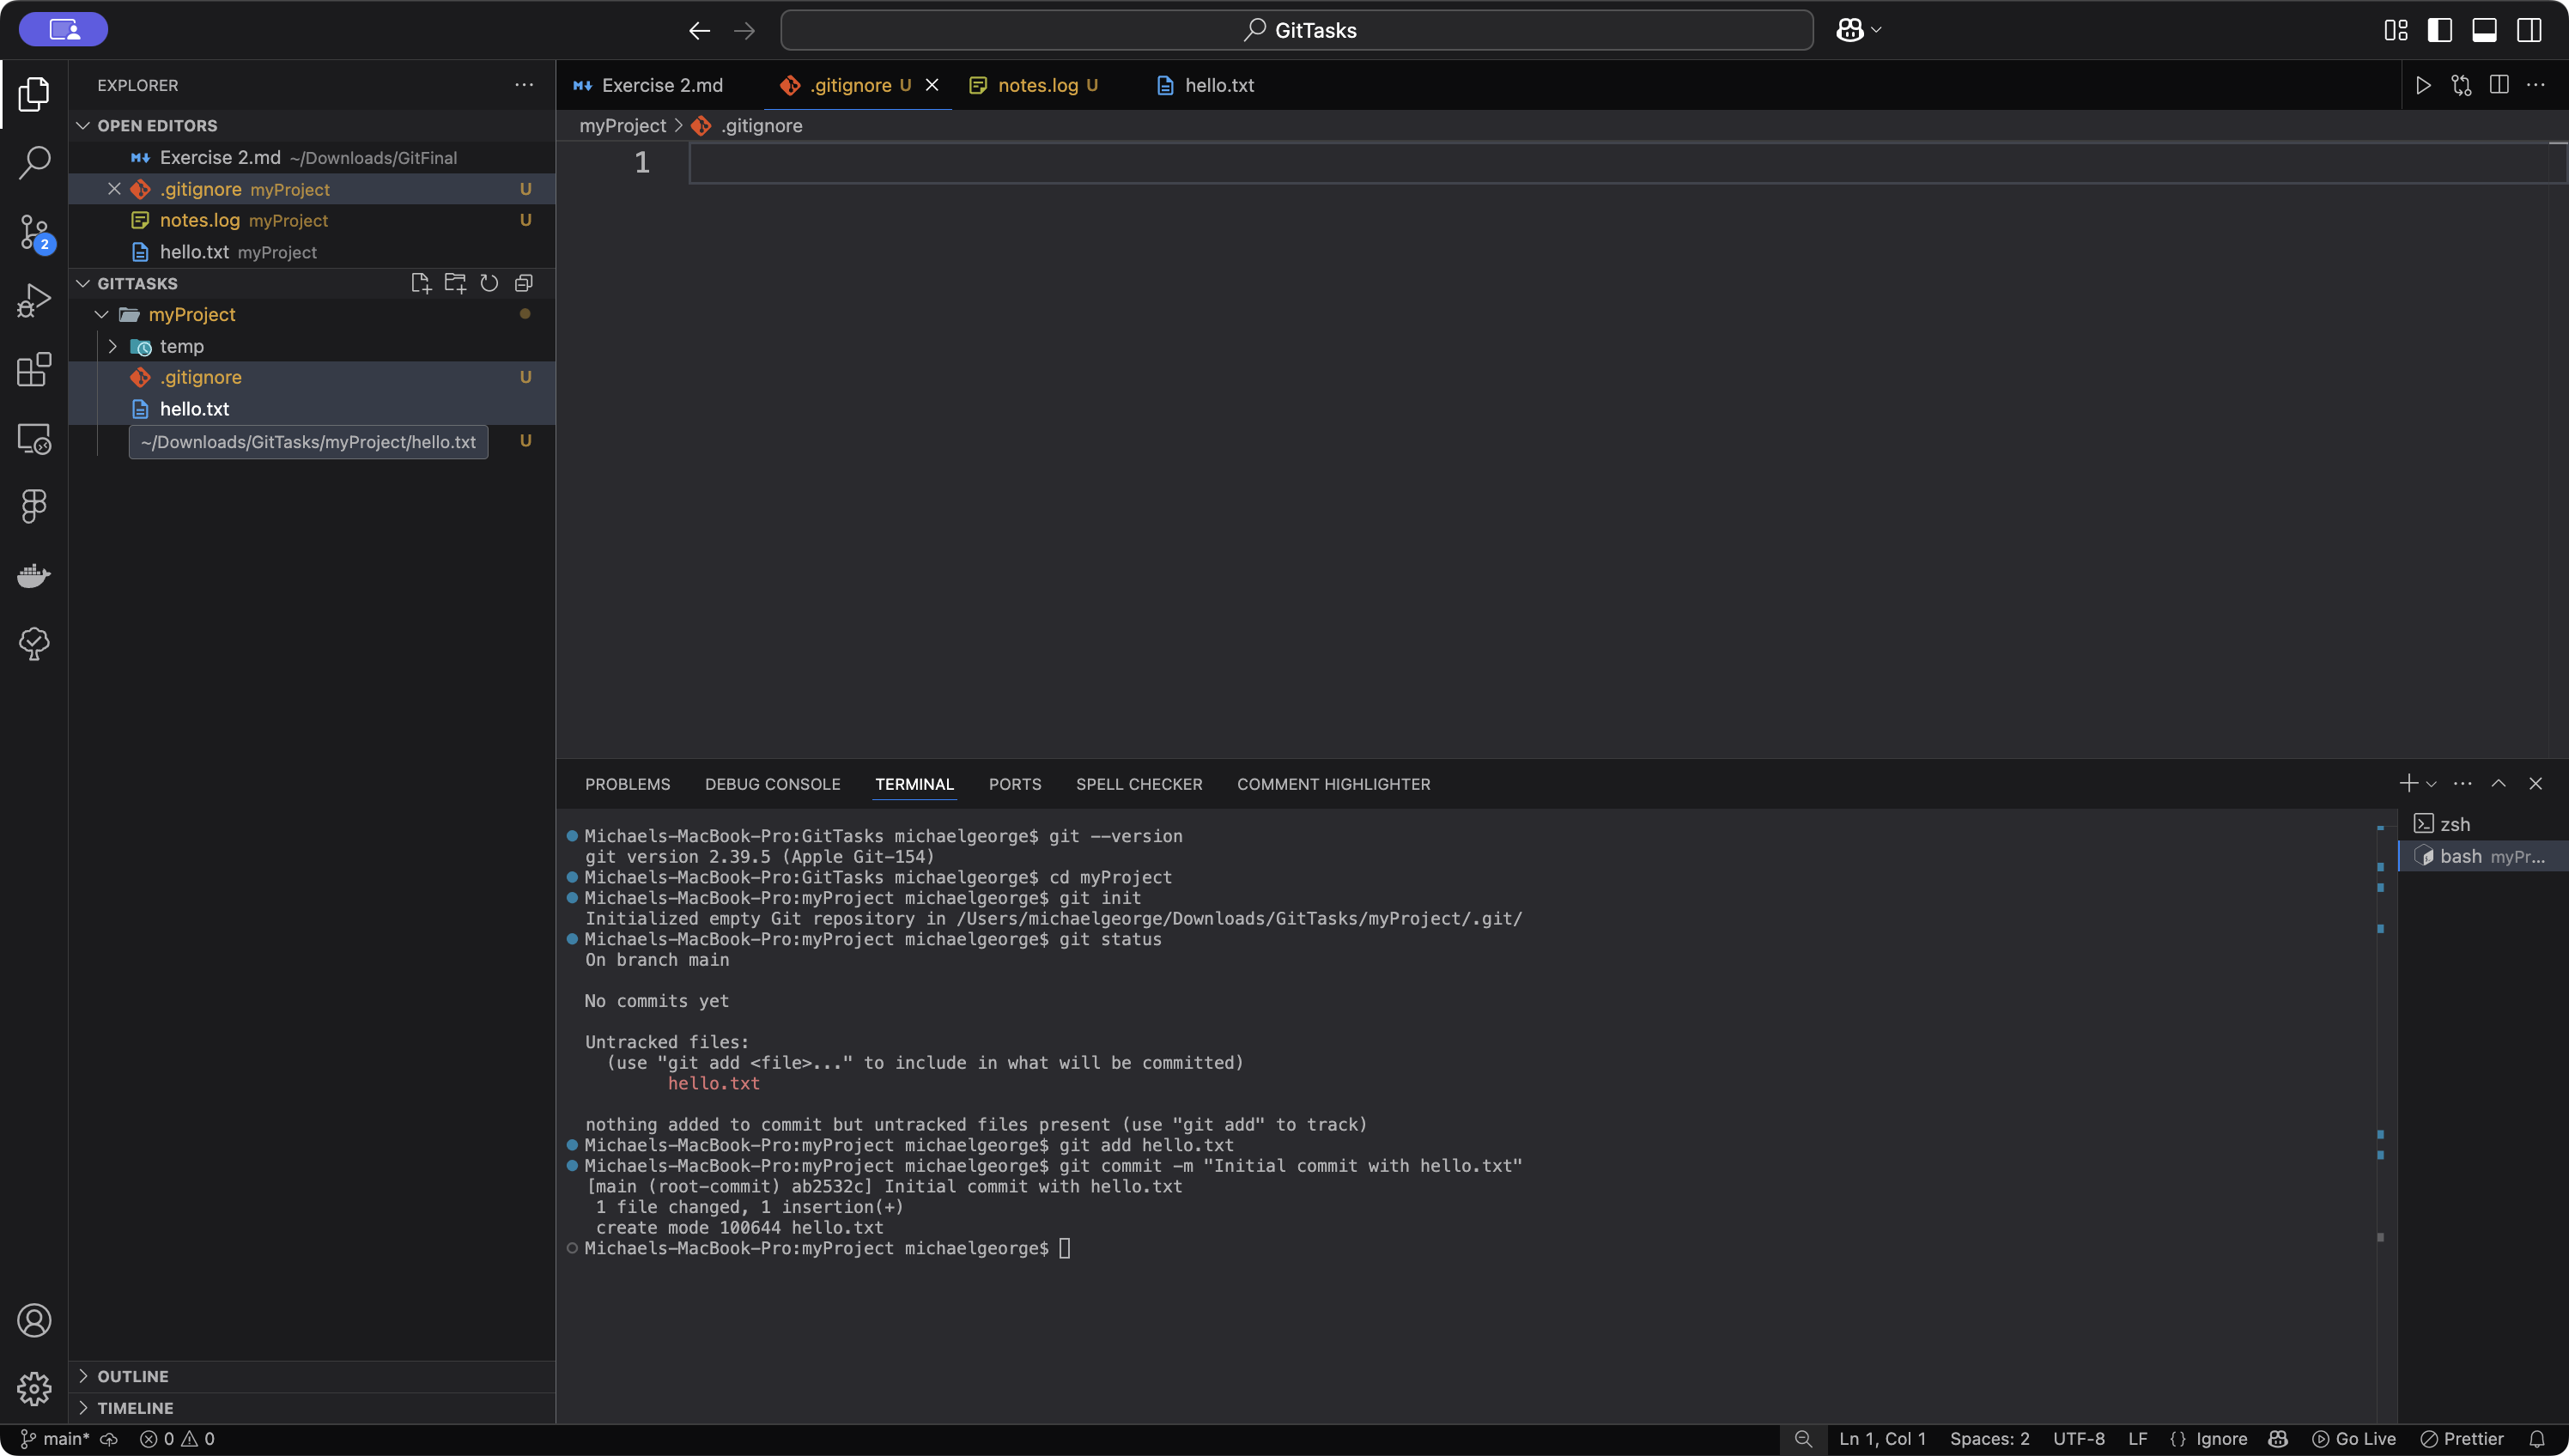 GitTasks
EXPLORER
OPEN EDITORS
Exercise 2.md ~/Downloads/GitFinal
.gitignore myProject U
notes.log myProject U
hello.txt myProject
2
GITTASKS
myProject
temp
.gitignore U
hello.txt
~/Downloads/GitTasks/myProject/hello.txt U
OUTLINE
TIMELINE
Exercise 2.md .gitignore U notes.log U hello.txt
myProject > .gitignore
1
PROBLEMS DEBUG CONSOLE TERMINAL PORTS SPELL CHECKER COMMENT HIGHLIGHTER
Michaels-MacBook-Pro:GitTasks michaelgeorge$ git --version
git version 2.39.5 (Apple Git-154)
Michaels-MacBook-Pro:GitTasks michaelgeorge$ cd myProject
Michaels-MacBook-Pro:myProject michaelgeorge$ git init
Initialized empty Git repository in /Users/michaelgeorge/Downloads/GitTasks/myProject/.git/
Michaels-MacBook-Pro:myProject michaelgeorge$ git status
On branch main
No commits yet
Untracked files:
(use "git add <file>..." to include in what will be committed)
hello.txt
nothing added to commit but untracked files present (use "git add" to track)
Michaels-MacBook-Pro:myProject michaelgeorge$ git add hello.txt
Michaels-MacBook-Pro:myProject michaelgeorge$ git commit -m "Initial commit with hello.txt"
[main (root-commit) ab2532c] Initial commit with hello.txt
1 file changed, 1 insertion(+)
create mode 100644 hello.txt
Michaels-MacBook-Pro:myProject michaelgeorge$
zsh
bash myPr...
main* 0 0 Ln 1, Col 1 Spaces: 2 UTF-8 LF {} Ignore Go Live Prettier